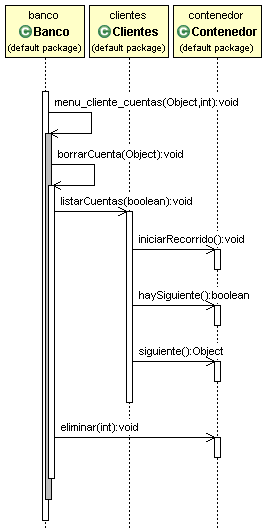 banco
Banco
(default package)
clientes
Clientes
(default package)
contenedor
Contenedor
(default package)
menu_cliente_cuentas(Object,int):void
borrarCuenta(Object):void
listarCuentas(boolean):void
iniciarRecorrido():void
haySiguiente():boolean
siguiente():Object
eliminar(int):void